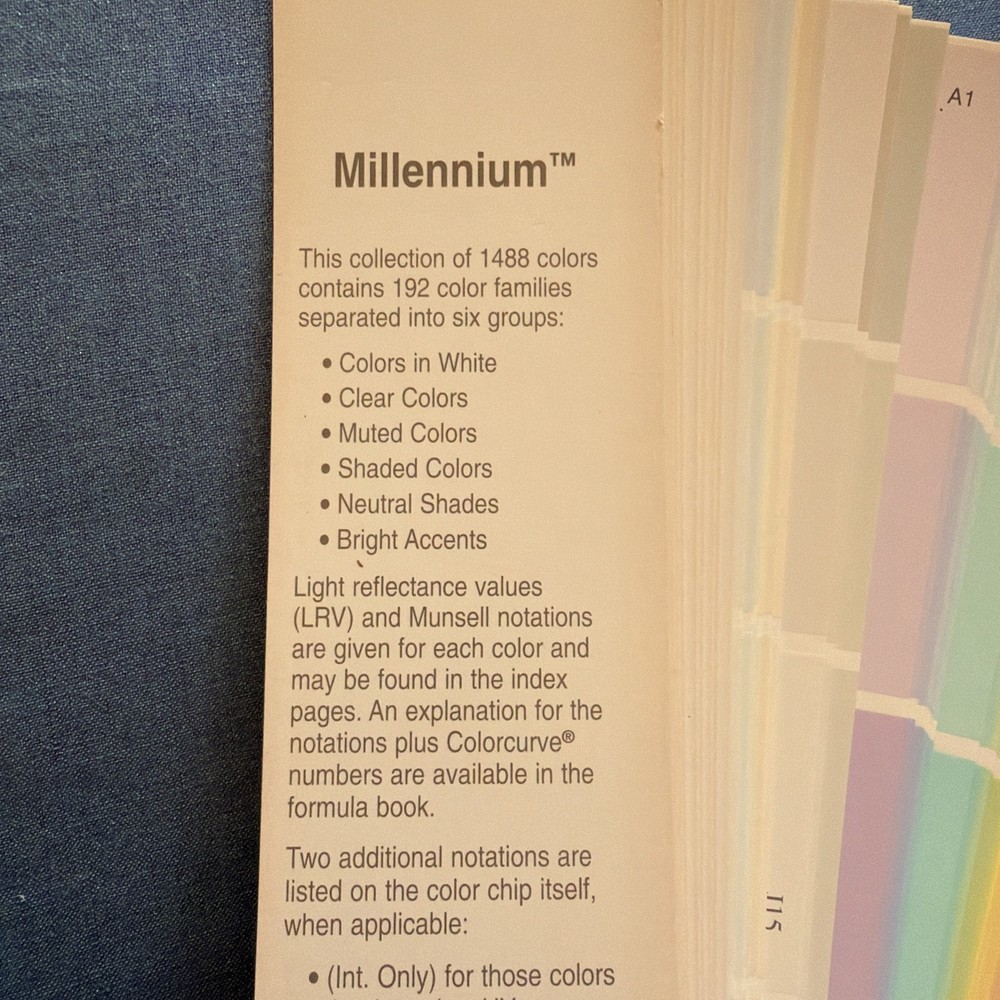 Millennium™
This collection of 1488 colors
contains 192 color families
separated into six groups:
• Colors in White
• Clear Colors
• Muted Colors
• Shaded Colors
• Neutral Shades
• Bright Accents
Light reflectance values
(LRV) and Munsell notations
are given for each color and
may be found in the index
pages. An explanation for the
notations plus Colorcurve®
numbers are available in the
formula book.
Two additional notations are
listed on the color chip itself,
when applicable:
• (Int. Only) for those colors
A1